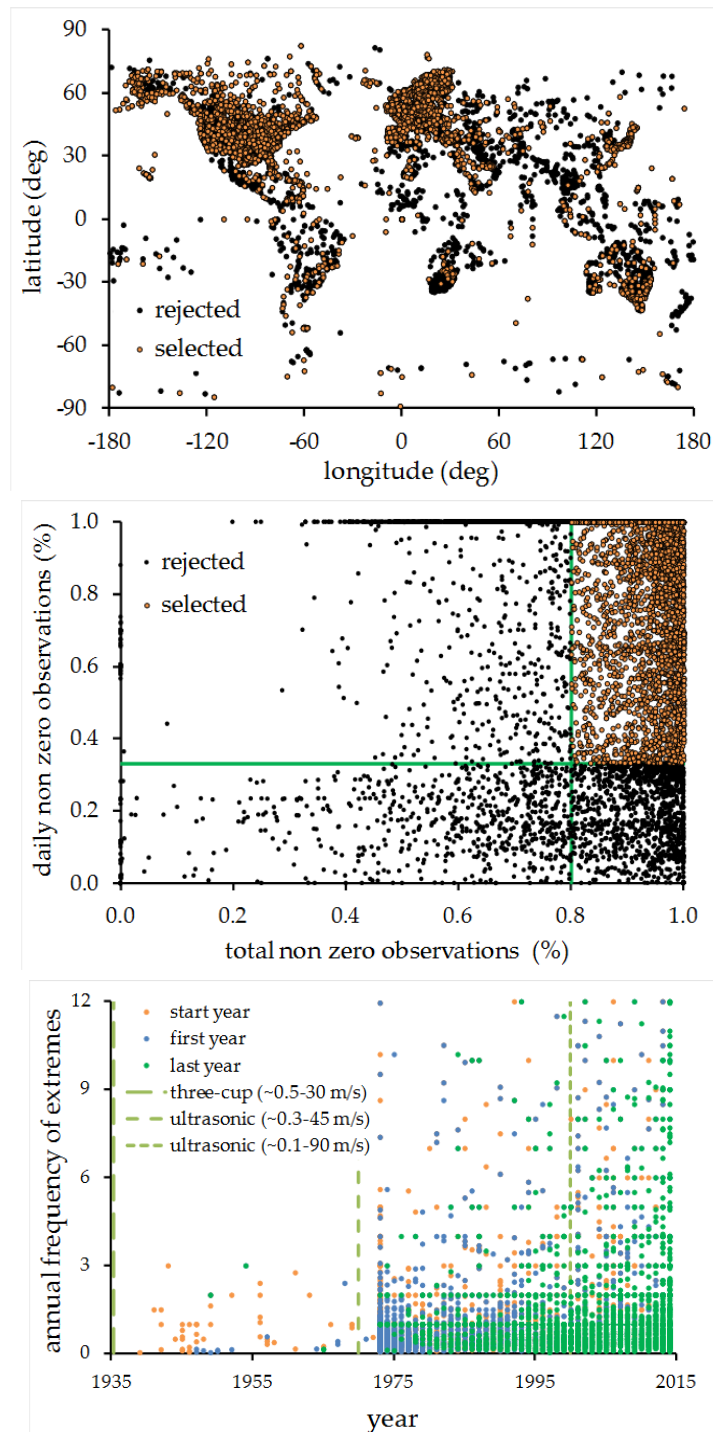 90
60
30
0
-30
-60
-90
latitude (deg)
rejected
selected
-180 -120 -60 0 60 120 180
longitude (deg)
1.0
0.8
0.6
0.4
0.2
0.0
daily non zero observations (%)
rejected
selected
0.0 0.2 0.4 0.6 0.8 1.0
total non zero observations (%)
12
9
6
3
0
annual frequency of extremes
start year
first year
last year
three-cup (~0.5-30 m/s)
ultrasonic (~0.3-45 m/s)
ultrasonic (~0.1-90 m/s)
1935 1955 1975 1995 2015
year